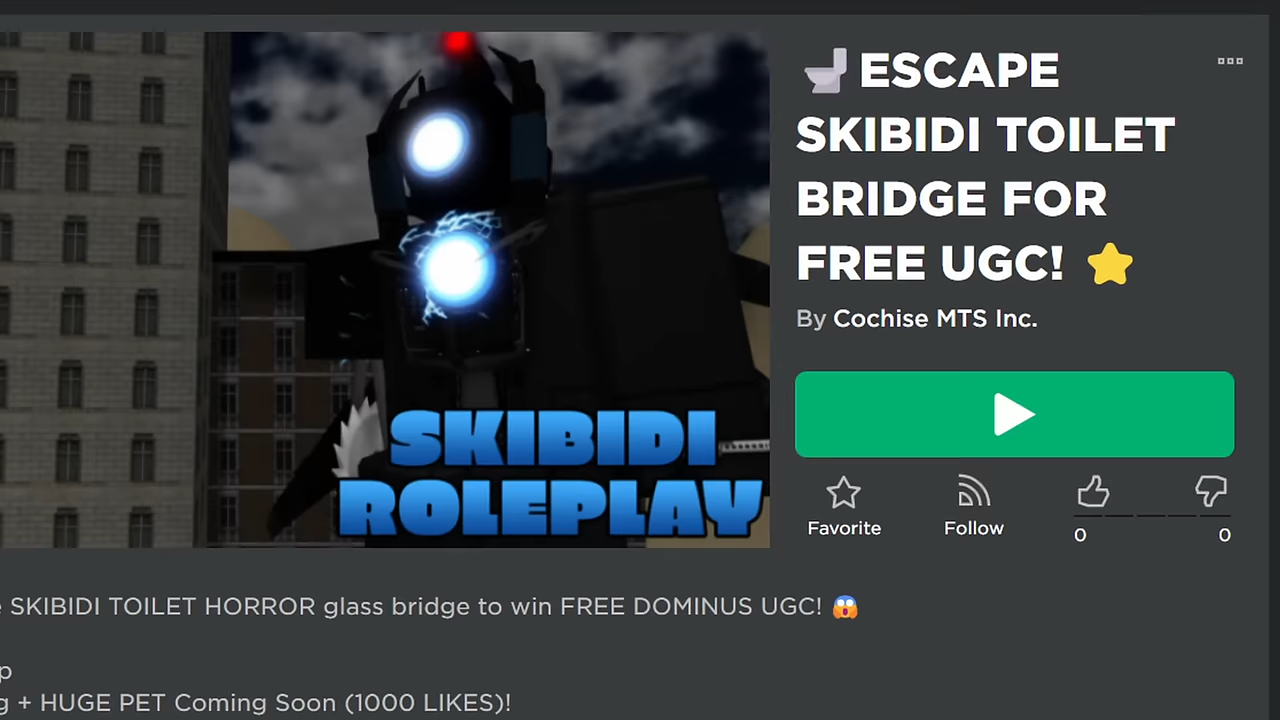 🚽 ESCAPE
SKIBIDI TOILET
BRIDGE FOR
FREE UGC! ⭐
By Cochise MTS Inc.
SKIBIDI
ROLEPLAY
Favorite
Follow
0
0
SKIBIDI TOILET HORROR glass bridge to win FREE DOMINUS UGC! 😱
+ HUGE PET Coming Soon (1000 LIKES)!